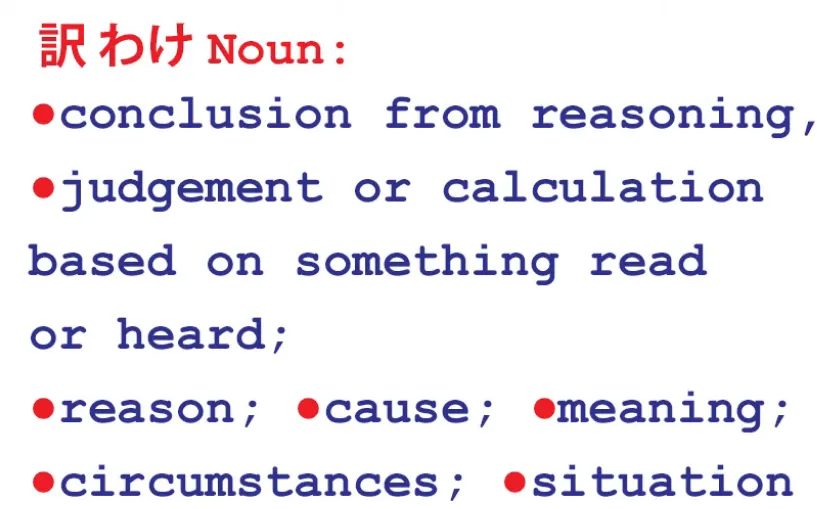 訳 わけ Noun:
●conclusion from reasoning,
●judgement or calculation
based on something read
or heard;
●reason; ●cause; ●meaning;
●circumstances; ●situation